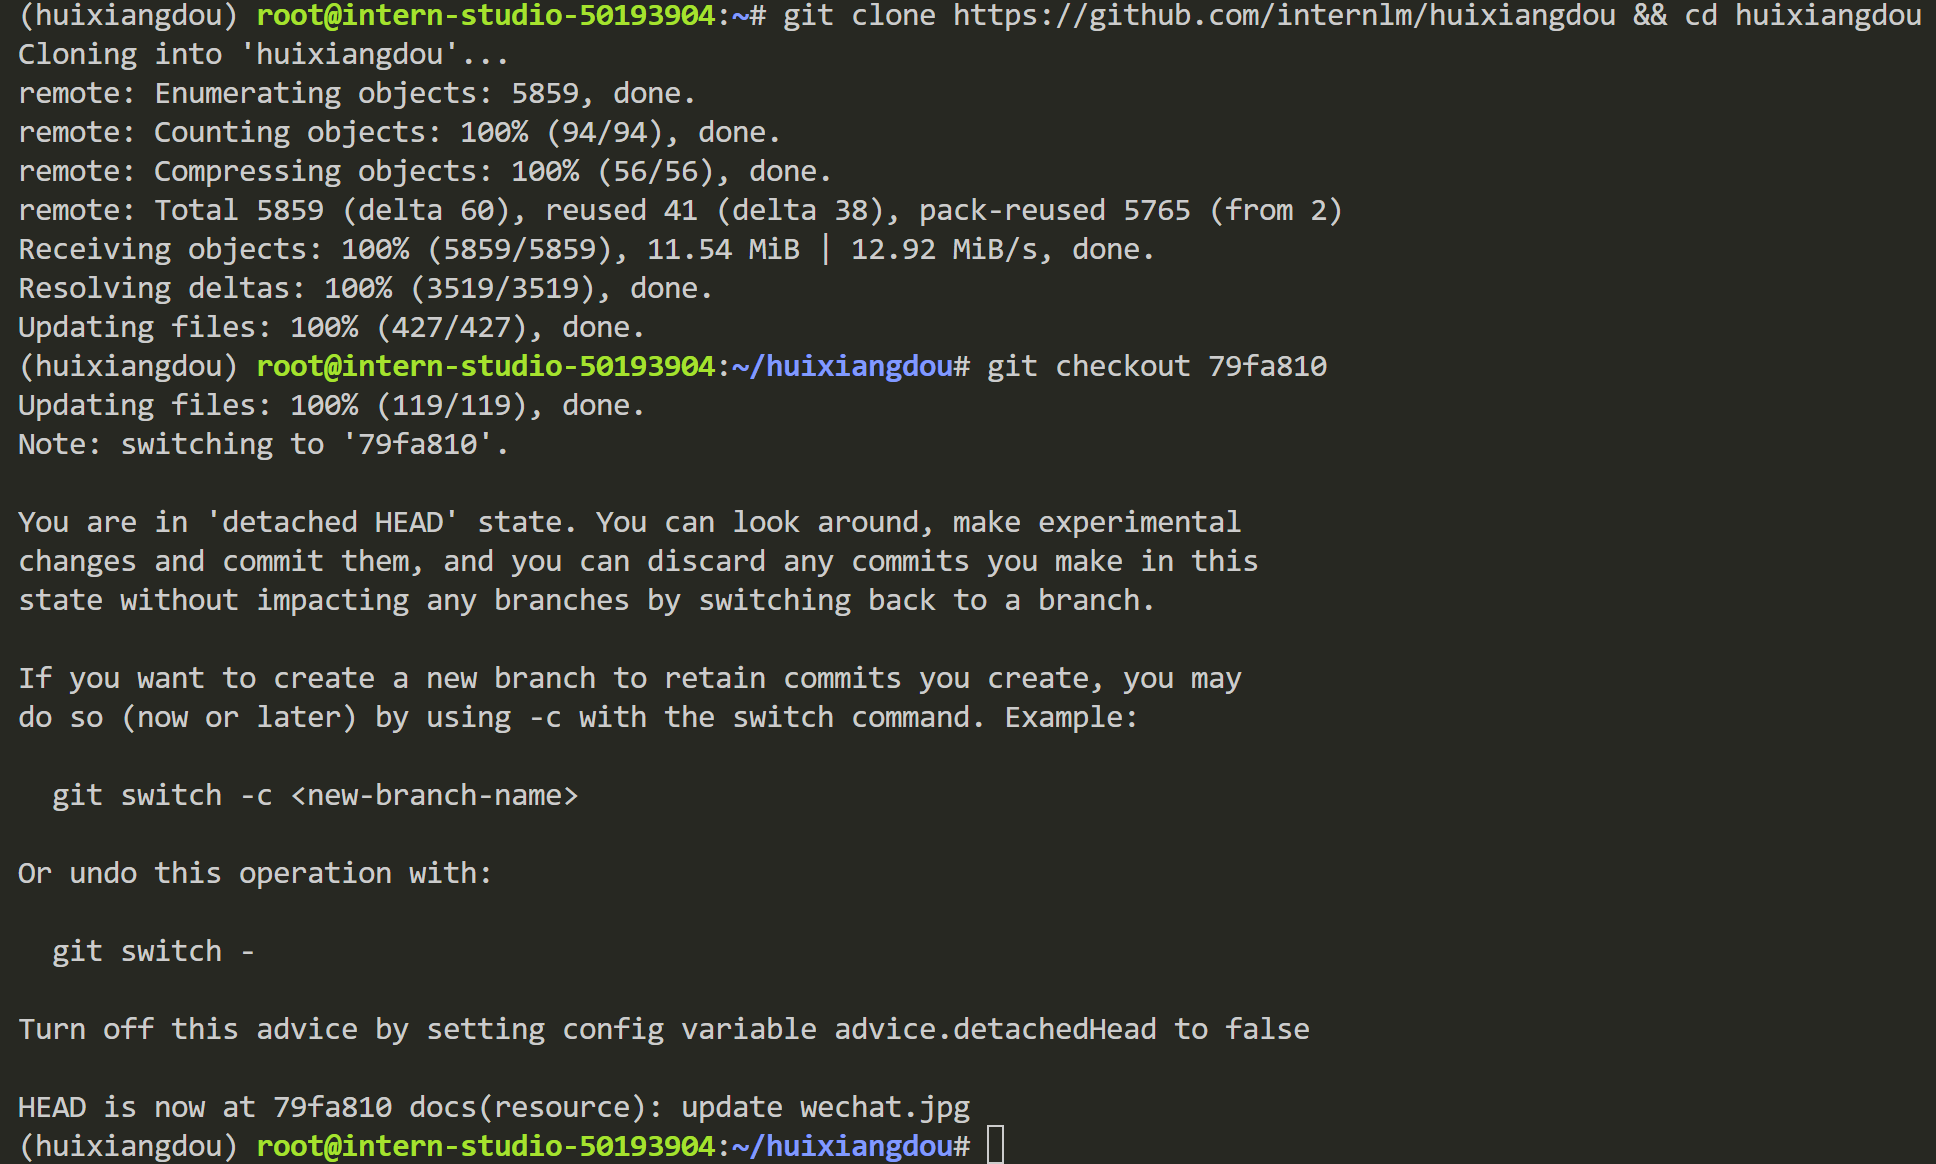 (huixiangdou) root@intern-studio-50193904:~# git clone https://github.com/internlm/huixiangdou && cd huixiangdou
Cloning into 'huixiangdou'...
remote: Enumerating objects: 5859, done.
remote: Counting objects: 100% (94/94), done.
remote: Compressing objects: 100% (56/56), done.
remote: Total 5859 (delta 60), reused 41 (delta 38), pack-reused 5765 (from 2)
Receiving objects: 100% (5859/5859), 11.54 MiB | 12.92 MiB/s, done.
Resolving deltas: 100% (3519/3519), done.
Updating files: 100% (427/427), done.
(huixiangdou) root@intern-studio-50193904:~/huixiangdou# git checkout 79fa810
Updating files: 100% (119/119), done.
Note: switching to '79fa810'.

You are in 'detached HEAD' state. You can look around, make experimental
changes and commit them, and you can discard any commits you make in this
state without impacting any branches by switching back to a branch.

If you want to create a new branch to retain commits you create, you may
do so (now or later) by using -c with the switch command. Example:

  git switch -c <new-branch-name>

Or undo this operation with:

  git switch -

Turn off this advice by setting config variable advice.detachedHead to false

HEAD is now at 79fa810 docs(resource): update wechat.jpg
(huixiangdou) root@intern-studio-50193904:~/huixiangdou#